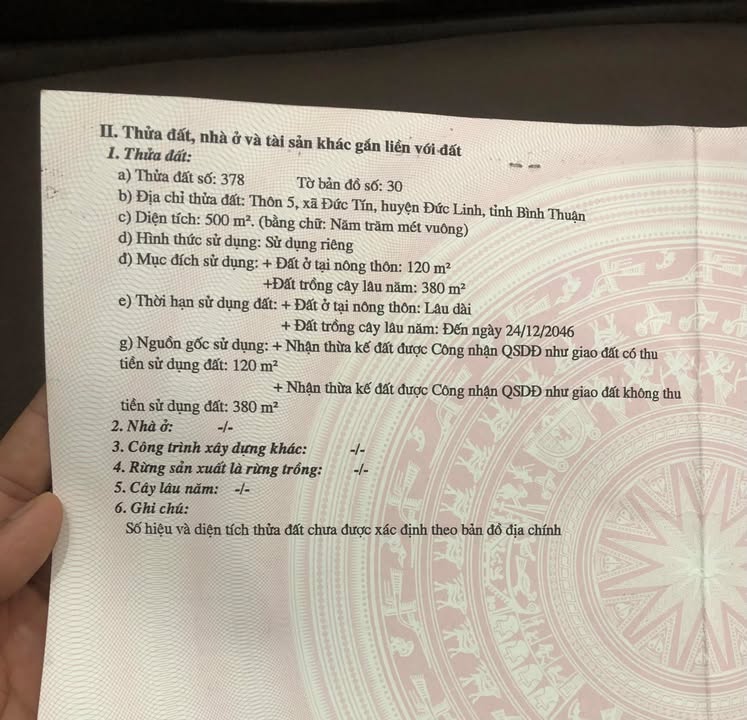 II. Thửa đất, nhà ở và tài sản khác gắn liền với đất
1. Thửa đất:
a) Thửa đất số: 378 Tờ bản đồ số: 30
b) Địa chỉ thửa đất: Thôn 5, xã Đức Tín, huyện Đức Linh, tỉnh Bình Thuận
c) Diện tích: 500 m². (bằng chữ: Năm trăm mét vuông)
d) Hình thức sử dụng: Sử dụng riêng
đ) Mục đích sử dụng: + Đất ở tại nông thôn: 120 m²
+Đất trồng cây lâu năm: 380 m²
e) Thời hạn sử dụng đất: + Đất ở tại nông thôn: Lâu dài
+ Đất trồng cây lâu năm: Đến ngày 24/12/2046
g) Nguồn gốc sử dụng: + Nhận thừa kế đất được Công nhận QSDĐ như giao đất có thu
tiền sử dụng đất: 120 m²
+ Nhận thừa kế đất được Công nhận QSDĐ như giao đất không thu
tiền sử dụng đất: 380 m²
2. Nhà ở: -/-
3. Công trình xây dựng khác: -/-
4. Rừng sản xuất là rừng trồng: -/-
5. Cây lâu năm: -/-
6. Ghi chú:
Số hiệu và diện tích thửa đất chưa được xác định theo bản đồ địa chính